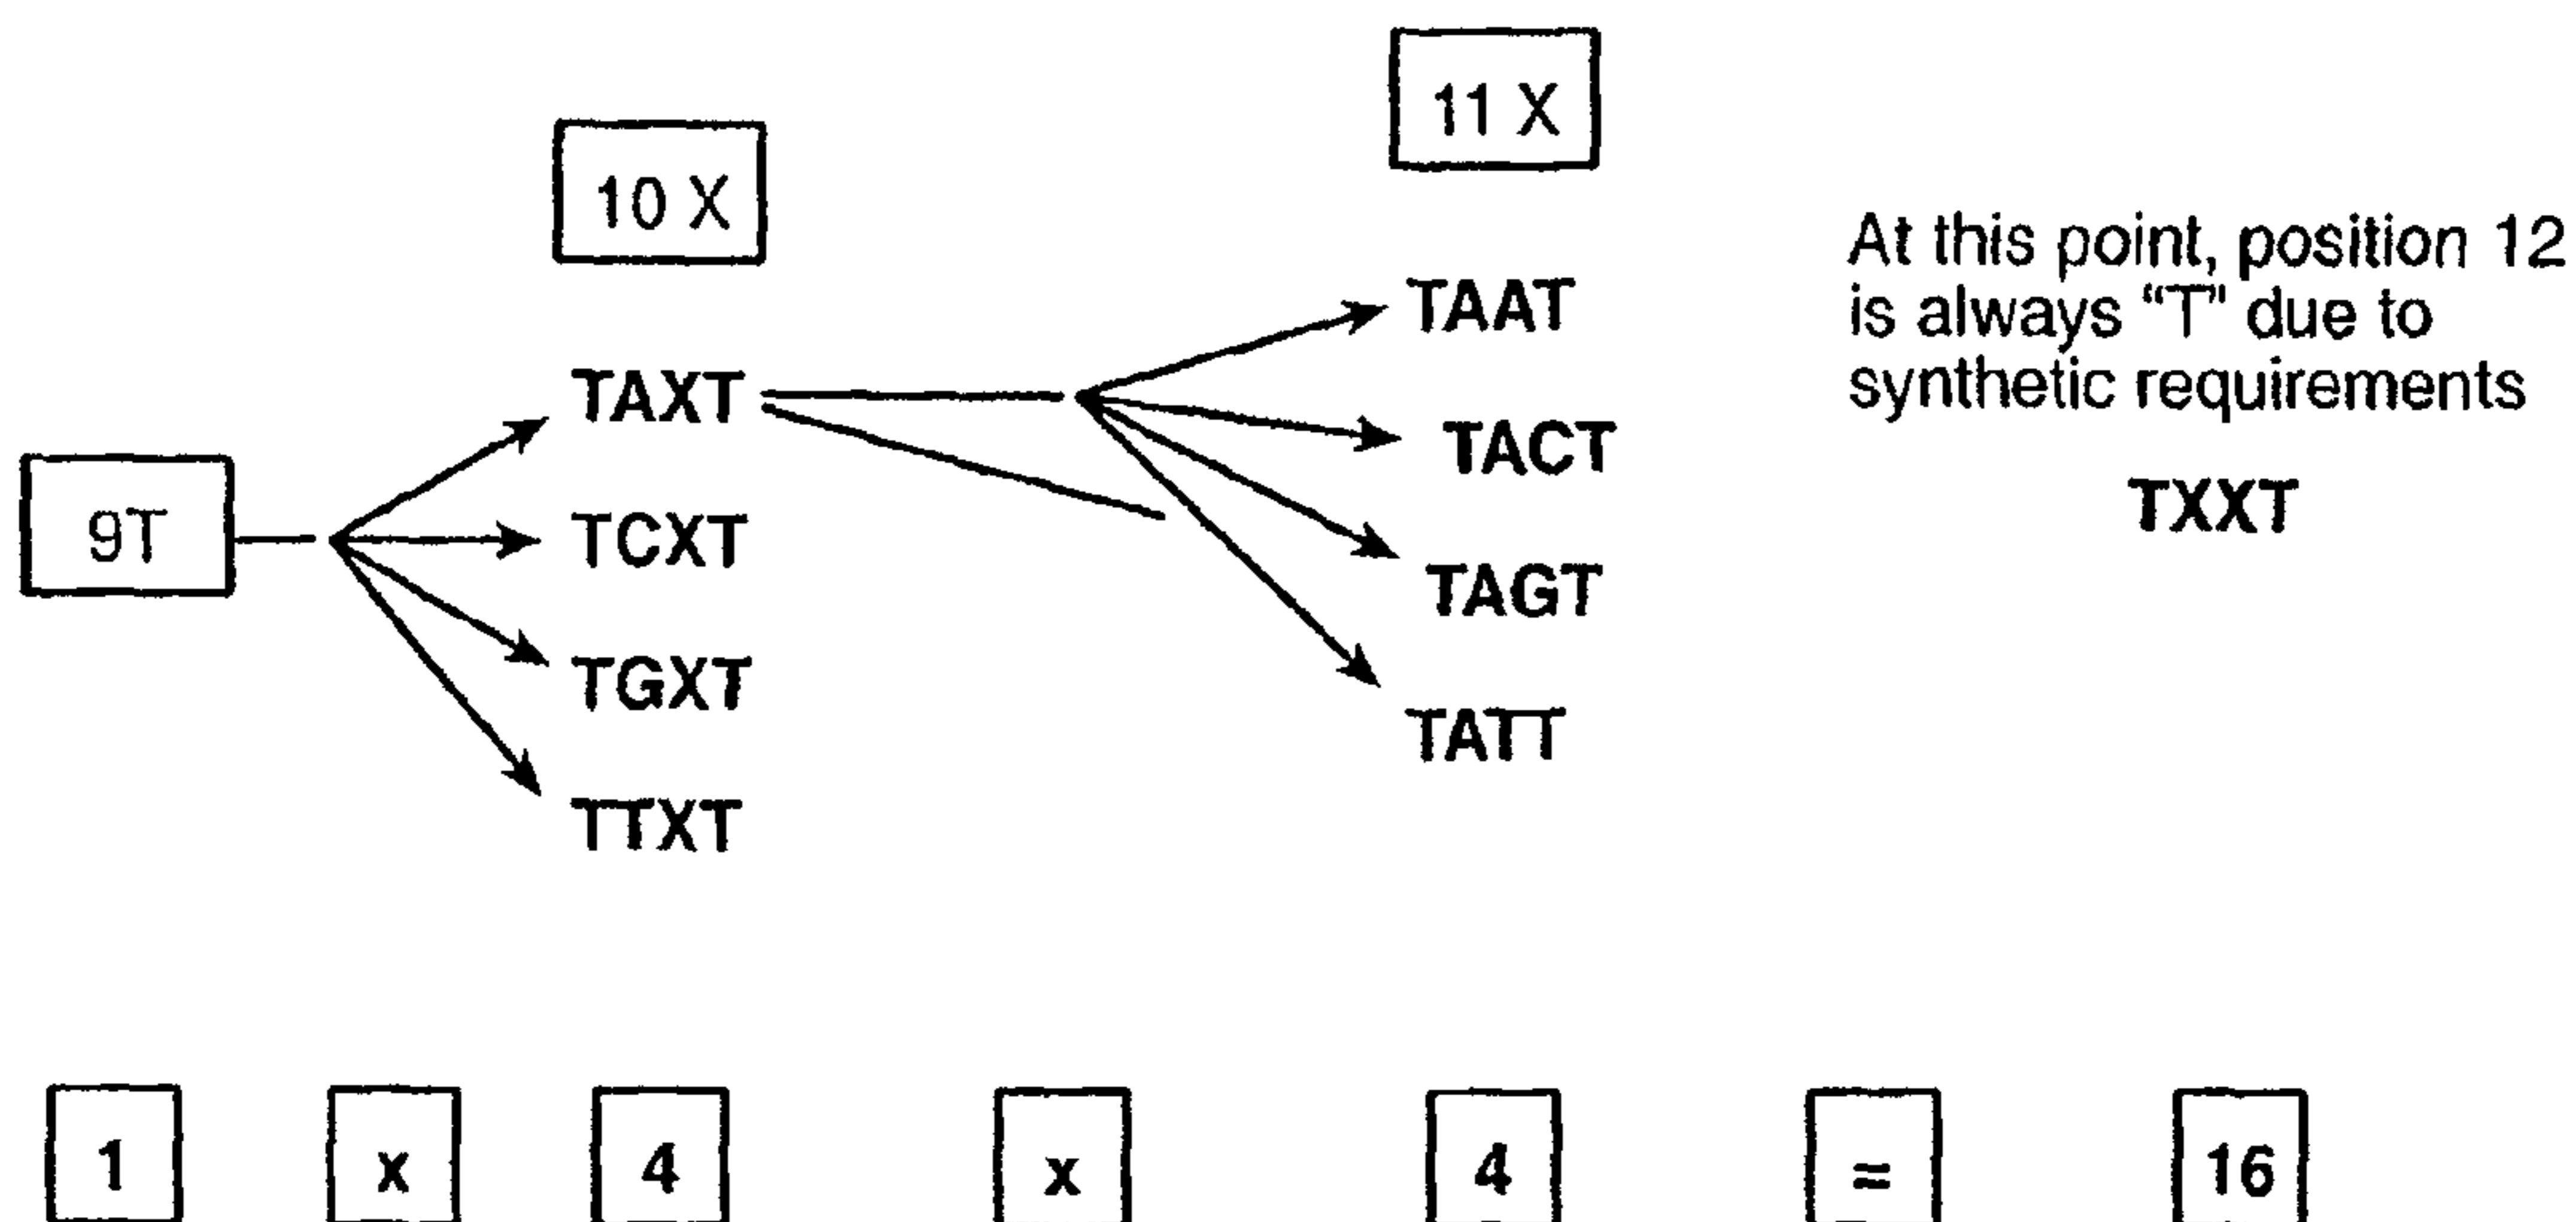 11 X
10 X
At this point, position 12
is always “T” due to
synthetic requirements
TXXT
9T
TAXT
TCXT
TGXT
TTXT
TAAT
TACT
TAGT
TATT
1 x 4 x 4 = 16